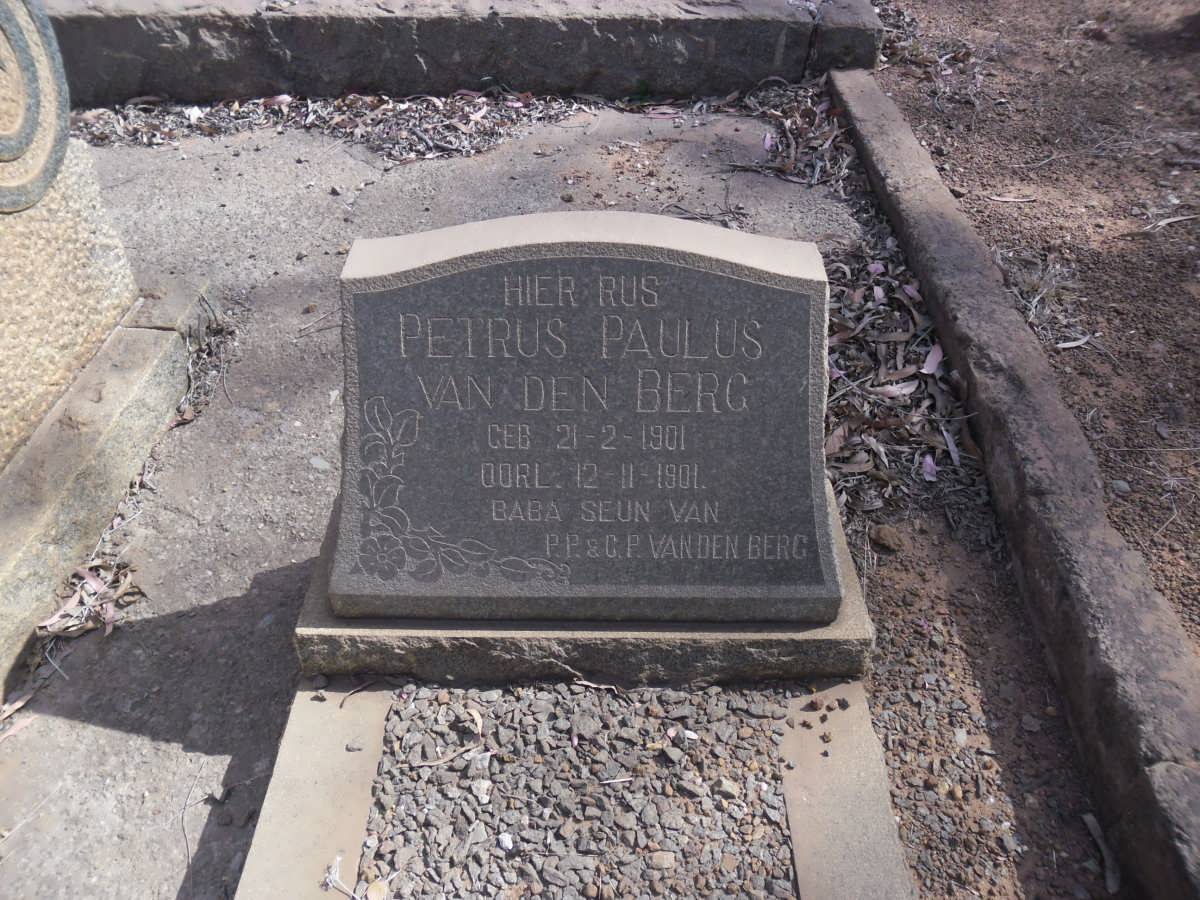 HIER RUS
PETRUS PAULUS
VAN DEN BERG
GEB 21-2-1901
OORL. 12-11-1901.
BABA SEUN VAN
P.P. & C.P. VAN DEN BERG